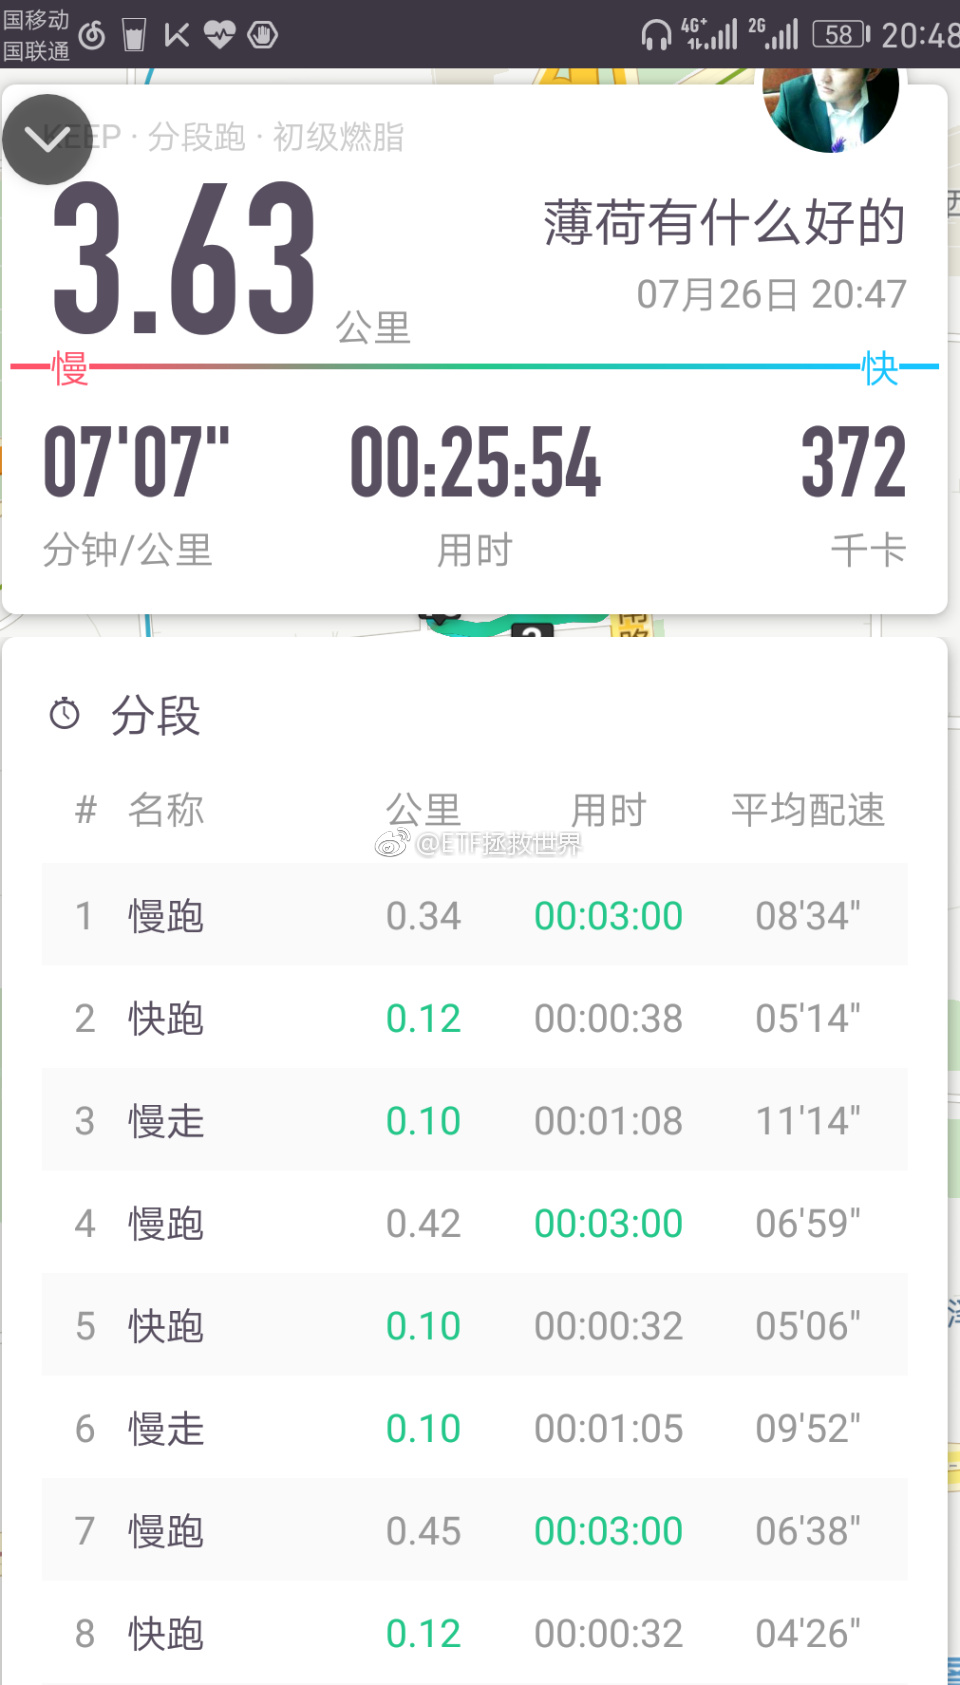 国移动
国联通
4G+
2G
58
20:48
KEEP · 分段跑 · 初级燃脂
3.63 公里
薄荷有什么好的
07月26日 20:47
慢
快
07'07"
00:25:54
372
分钟/公里
用时
千卡
分段
# 名称 公里 用时 平均配速
@ETF拯救世界
1 慢跑 0.34 00:03:00 08'34"
2 快跑 0.12 00:00:38 05'14"
3 慢走 0.10 00:01:08 11'14"
4 慢跑 0.42 00:03:00 06'59"
5 快跑 0.10 00:00:32 05'06"
6 慢走 0.10 00:01:05 09'52"
7 慢跑 0.45 00:03:00 06'38"
8 快跑 0.12 00:00:32 04'26"